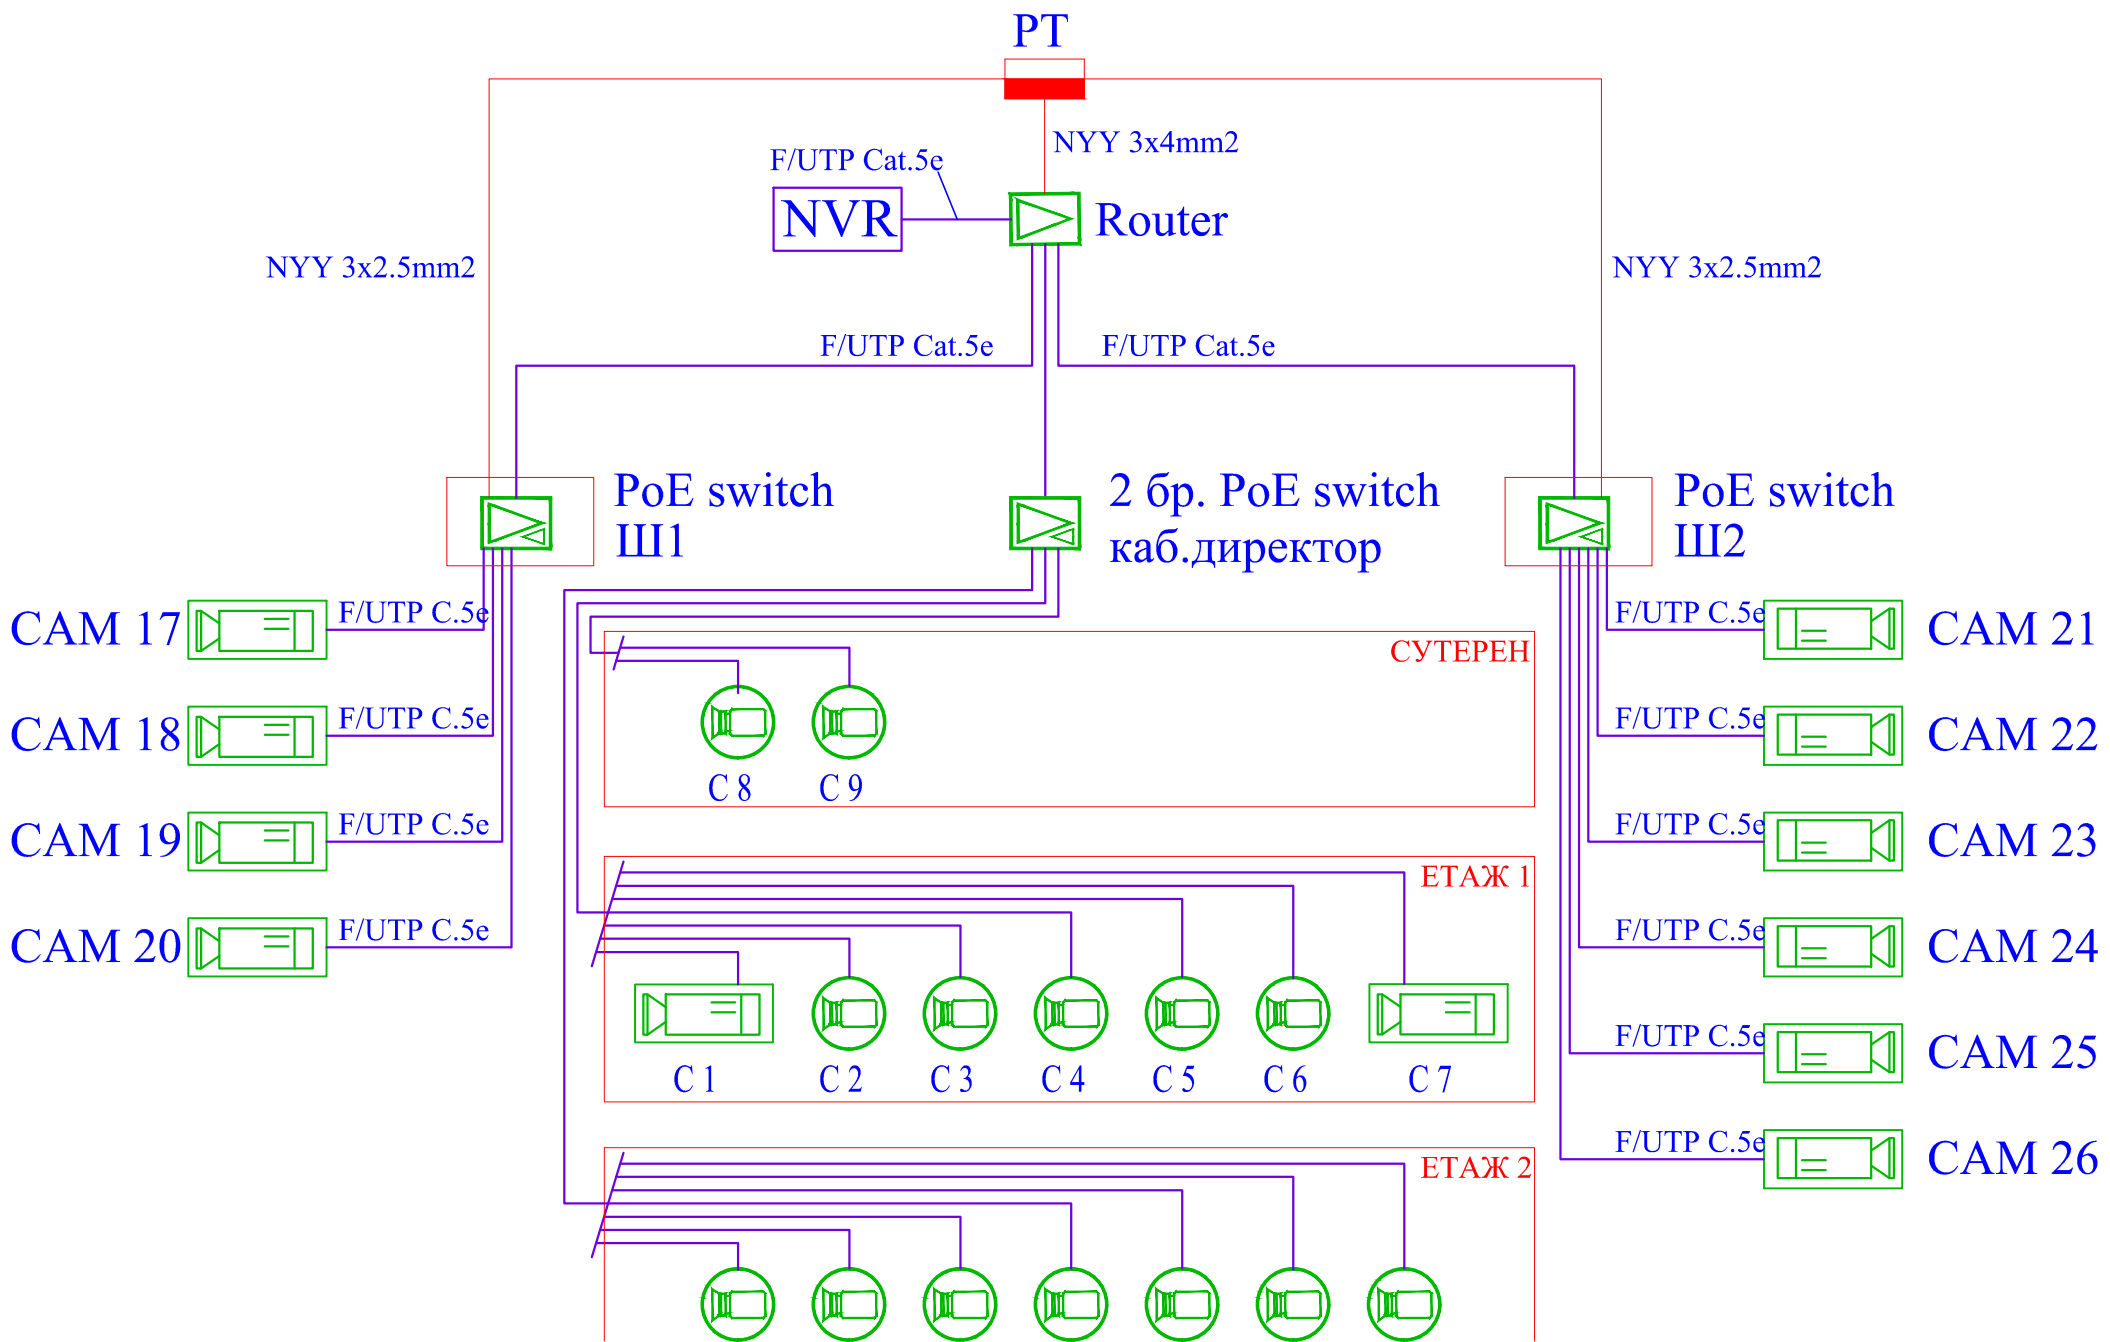 РТ
NYY 3x4mm2
F/UTP Cat.5e
NVR
Router
NYY 3x2.5mm2
NYY 3x2.5mm2
F/UTP Cat.5e
F/UTP Cat.5e
PoE switch
Ш1
2 бр. PoE switch
каб.директор
PoE switch
Ш2
CAM 17
F/UTP C.5e
F/UTP C.5e
CAM 21
СУТЕРЕН
CAM 18
F/UTP C.5e
F/UTP C.5e
CAM 22
C 8
C 9
CAM 19
F/UTP C.5e
F/UTP C.5e
CAM 23
ЕТАЖ 1
CAM 20
F/UTP C.5e
F/UTP C.5e
CAM 24
C 1
C 2
C 3
C 4
C 5
C 6
C 7
F/UTP C.5e
CAM 25
ЕТАЖ 2
F/UTP C.5e
CAM 26